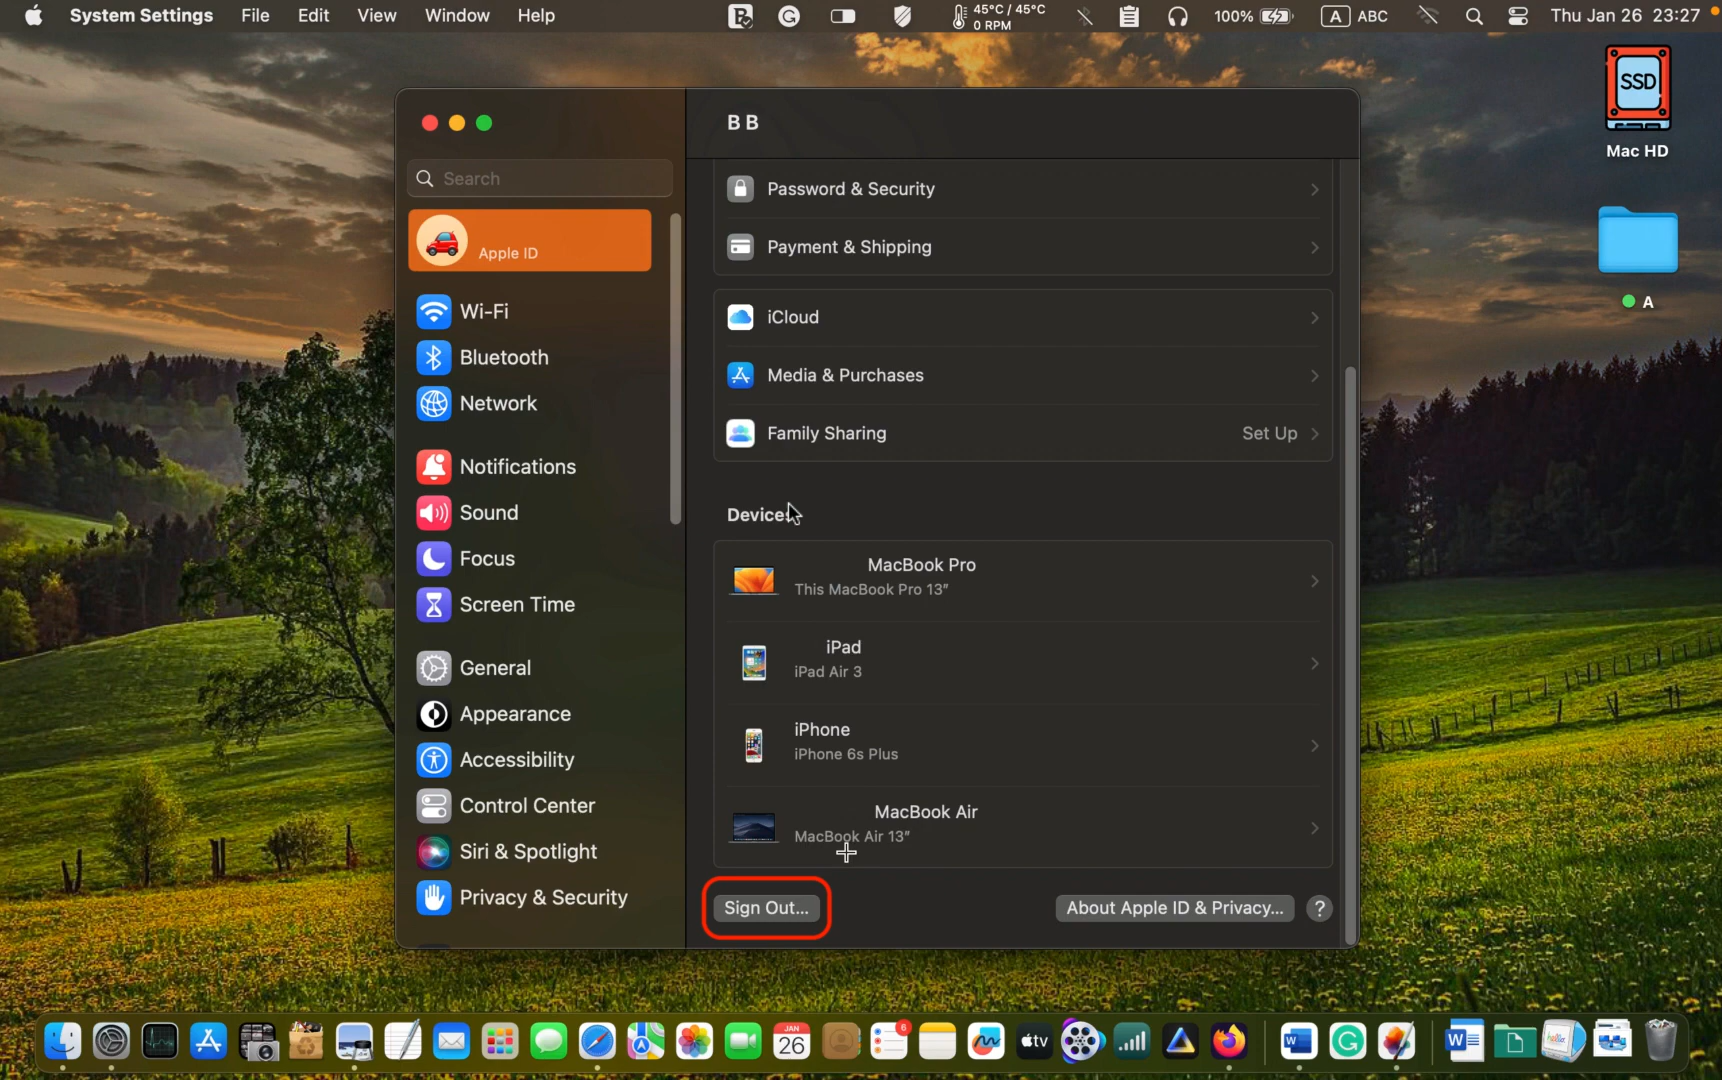 System Settings File Edit View Window Help 45°C / 45°C 100% A ABC Thu Jan 26 23:27
0 RPM
SSD
Mac HD
A
B B
Search
Apple ID
Wi-Fi
Bluetooth
Network
Notifications
Sound
Focus
Screen Time
General
Appearance
Accessibility
Control Center
Siri & Spotlight
Privacy & Security
Password & Security
Payment & Shipping
iCloud
Media & Purchases
Family Sharing Set Up
Devices
MacBook Pro
This MacBook Pro 13”
iPad
iPad Air 3
iPhone
iPhone 6s Plus
MacBook Air
MacBook Air 13”
Sign Out... About Apple ID & Privacy... ?
JAN
26
6
tv
W
W